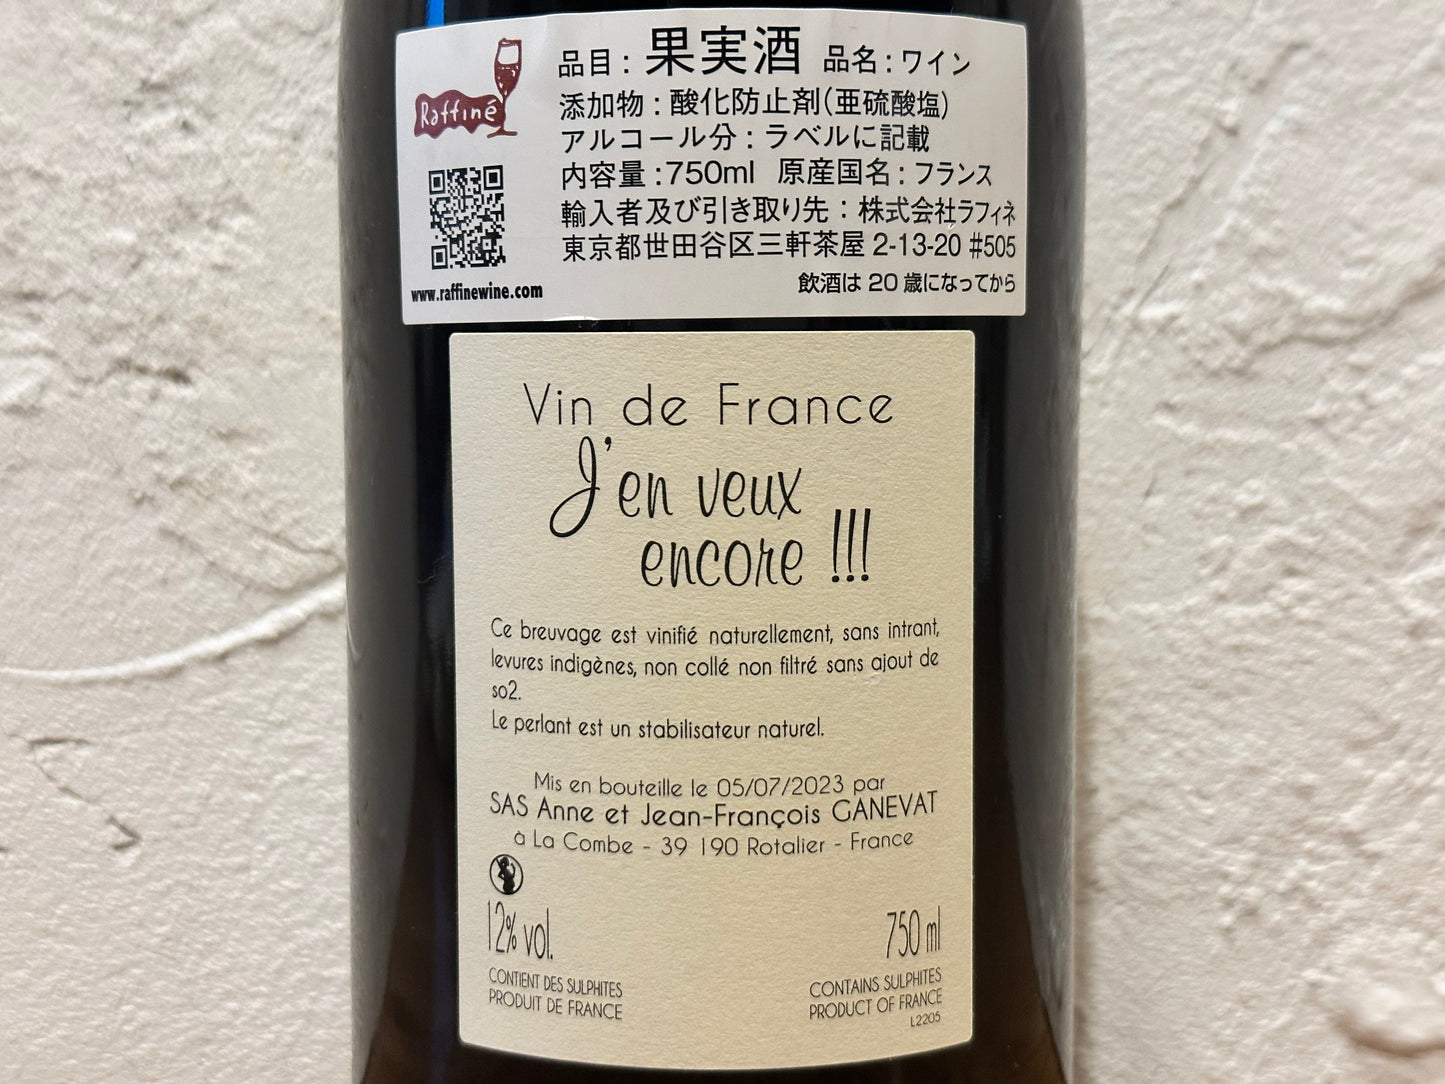 Raffiné
品目：果実酒 品名：ワイン
添加物：酸化防止剤(亜硫酸塩)
アルコール分：ラベルに記載
内容量：750ml 原産国名：フランス
輸入者及び引き取り先：株式会社ラフィネ
東京都世田谷区三軒茶屋 2-13-20 #505
www.raffinewine.com
飲酒は 20 歳になってから
Vin de France
J'en veux
encore !!!
Ce breuvage est vinifié naturellement, sans intrant,
levures indigènes, non collé non filtré sans ajout de
so2.
Le perlant est un stabilisateur naturel.
Mis en bouteille le 05/07/2023 par
SAS Anne et Jean-François GANEVAT
à La Combe - 39 190 Rotalier - France
12% vol.
750 ml
CONTIENT DES SULPHITES
PRODUIT DE FRANCE
CONTAINS SULPHITES
PRODUCT OF FRANCE
L2205